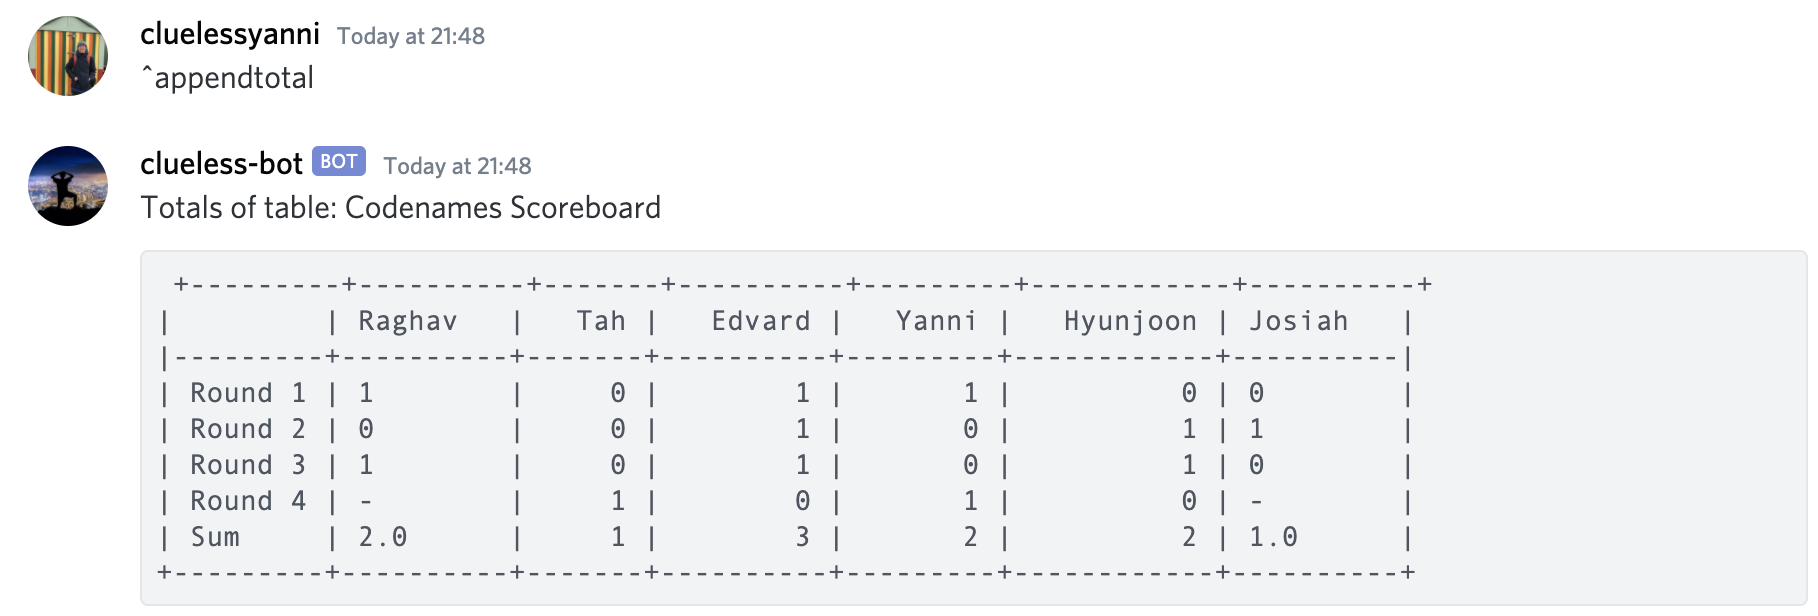 cluelessyanni Today at 21:48
^appendtotal
clueless-bot BOT Today at 21:48
Totals of table: Codenames Scoreboard
 +---------+----------+-------+----------+---------+------------+----------+
|         | Raghav   |   Tah |   Edvard |   Yanni |   Hyunjoon | Josiah   |
|---------+----------+-------+----------+---------+------------+----------|
| Round 1 | 1        |     0 |        1 |       1 |          0 | 0        |
| Round 2 | 0        |     0 |        1 |       0 |          1 | 1        |
| Round 3 | 1        |     0 |        1 |       0 |          1 | 0        |
| Round 4 | -        |     1 |        0 |       1 |          0 | -        |
| Sum     | 2.0      |     1 |        3 |       2 |          2 | 1.0      |
+---------+----------+-------+----------+---------+------------+----------+